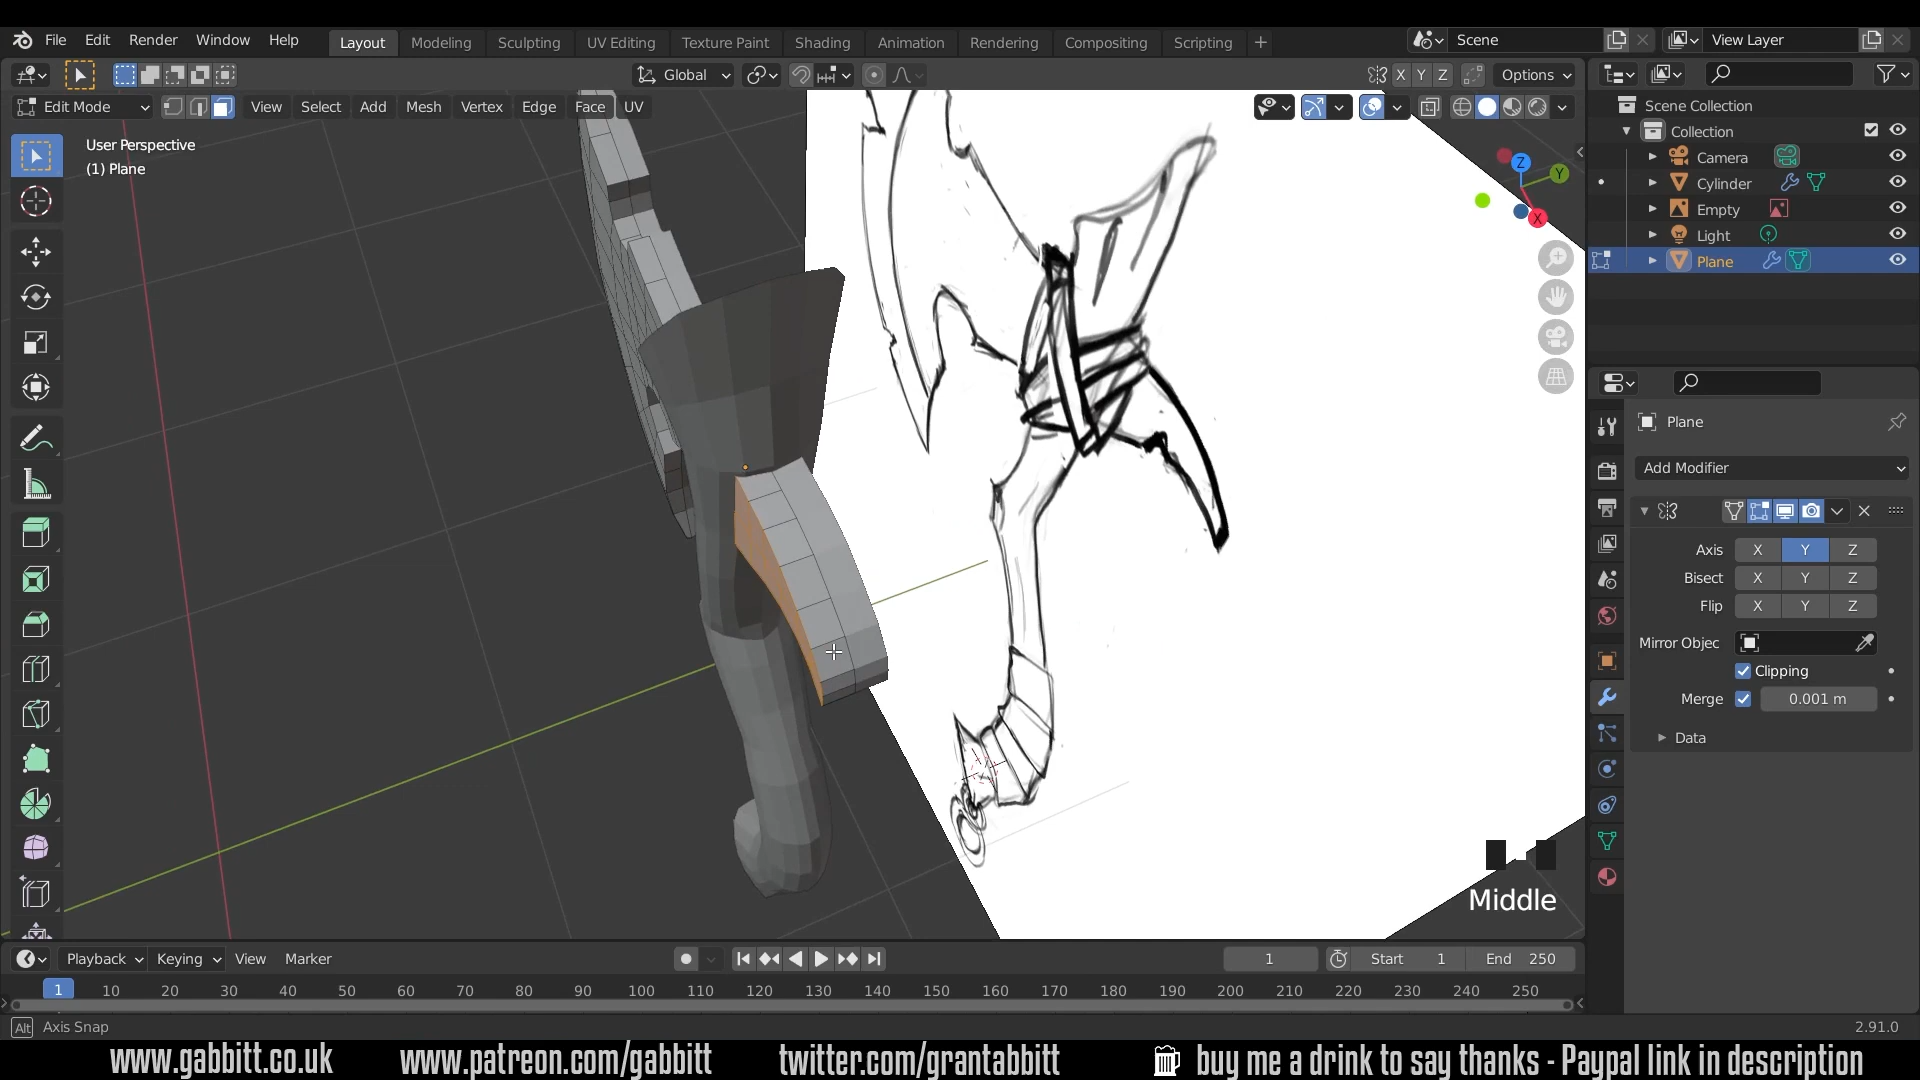 File Edit Render Window Help Layout Modeling Sculpting UV Editing Texture Paint Shading Animation Rendering Compositing Scripting + Scene View Layer
Global X Y Z Options
Edit Mode View Select Add Mesh Vertex Edge Face UV
User Perspective
(1) Plane
Z
Y
X
Scene Collection
Collection
Camera
Cylinder
Empty
Light
Plane
Plane
Add Modifier
Axis X Y Z
Bisect X Y Z
Flip X Y Z
Mirror Objec
Clipping
Merge 0.001 m
Data
Middle
Playback Keying View Marker 1 Start 1 End 250
1 10 20 30 40 50 60 70 80 90 100 110 120 130 140 150 160 170 180 190 200 210 220 230 240 250
Alt Axis Snap 2.91.0
www.gabbitt.co.uk www.patreon.com/gabbitt twitter.com/grantabbitt buy me a drink to say thanks - Paypal link in description